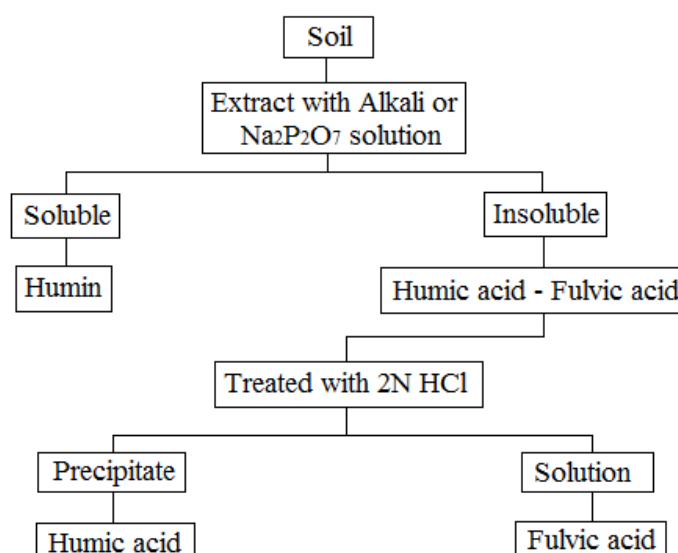 Soil
Extract with Alkali or
Na2P2O7 solution
Soluble
Insoluble
Humin
Humic acid - Fulvic acid
Treated with 2N HCl
Precipitate
Solution
Humic acid
Fulvic acid